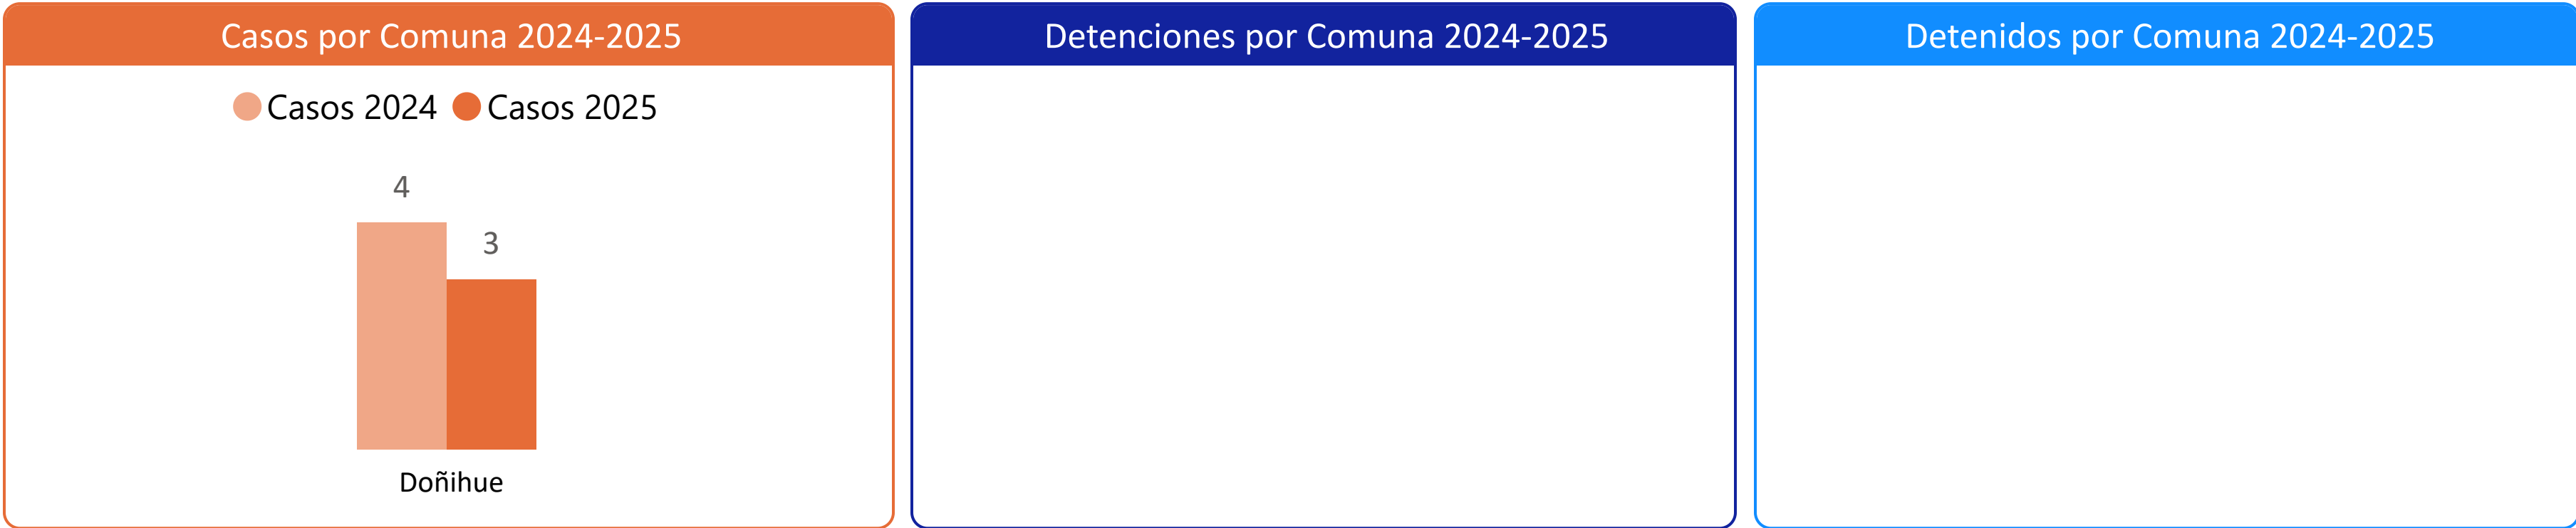 Casos por Comuna 2024-2025
Casos 2024 Casos 2025
4
3
Doñihue
Detenciones por Comuna 2024-2025
Detenidos por Comuna 2024-2025